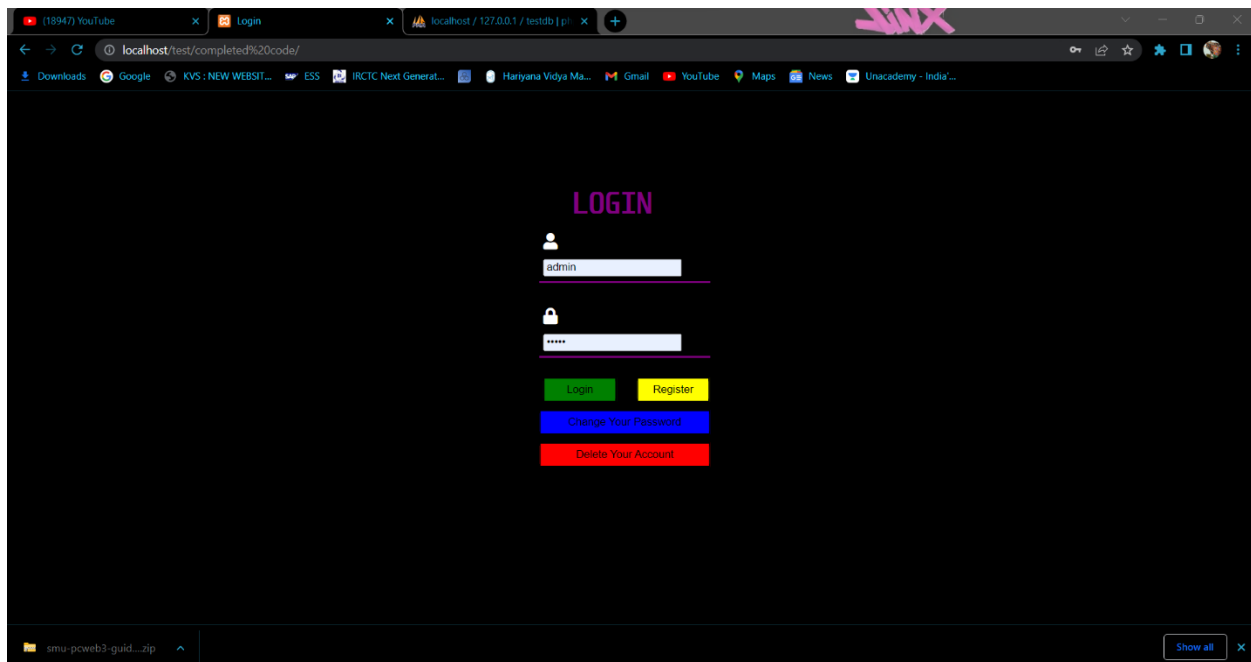 (18947) YouTube
Login
localhost / 127.0.0.1 / testdb | ph
JINX
localhost/test/completed%20code/
Downloads Google KVS : NEW WEBSIT... ESS IRCTC Next Generat... Hariyana Vidya Ma... Gmail YouTube Maps News Unacademy - India'...
LOGIN
admin
•••••
Login Register
Change Your Password
Delete Your Account
smu-pcweb3-guid....zip
Show all